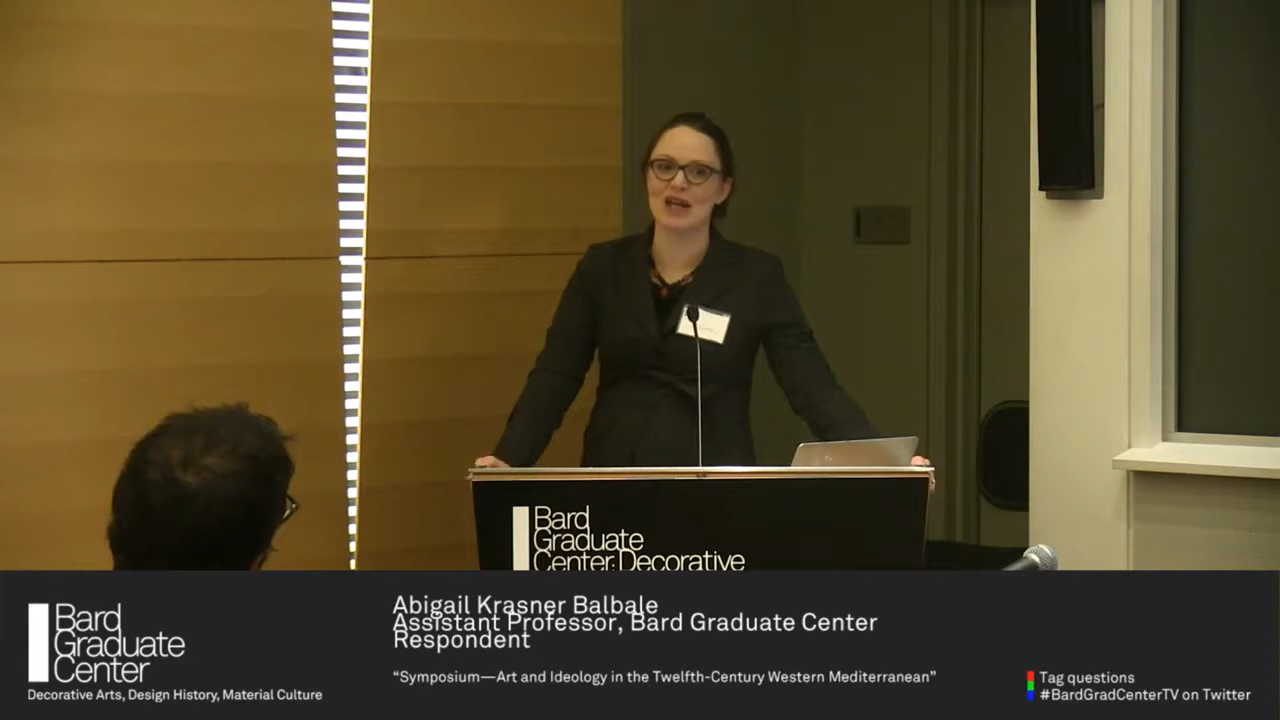 Bard
Graduate
Center: Decorative
Bard
Graduate
Center
Decorative Arts, Design History, Material Culture
Abigail Krasner Balbale
Assistant Professor, Bard Graduate Center
Respondent
“Symposium—Art and Ideology in the Twelfth-Century Western Mediterranean”
Tag questions
#BardGradCenterTV on Twitter